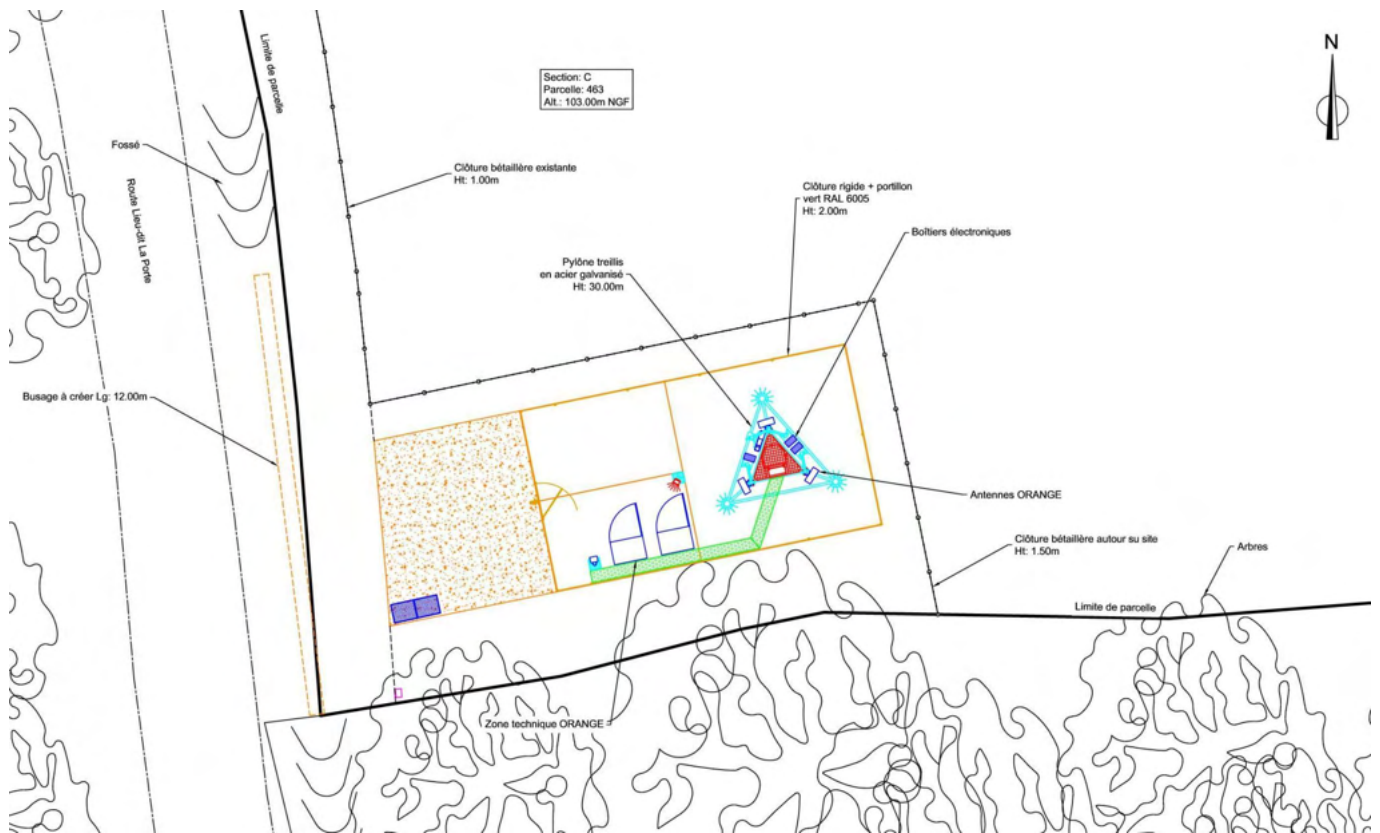 N
Limite de parcelle
Section: C
Parcelle: 463
Alt.: 103.00m NGF
Fossé
Route Lieu-dit La Porte
Clôture bétaillère existante
Ht: 1.00m
Clôture rigide + portillon
vert RAL 6005
Ht: 2.00m
Boîtiers électroniques
Pylône treillis
en acier galvanisé
Ht: 30.00m
Busage à créer Lg: 12.00m
Antennes ORANGE
Clôture bétaillère autour su site
Ht: 1.50m
Arbres
Limite de parcelle
Zone technique ORANGE